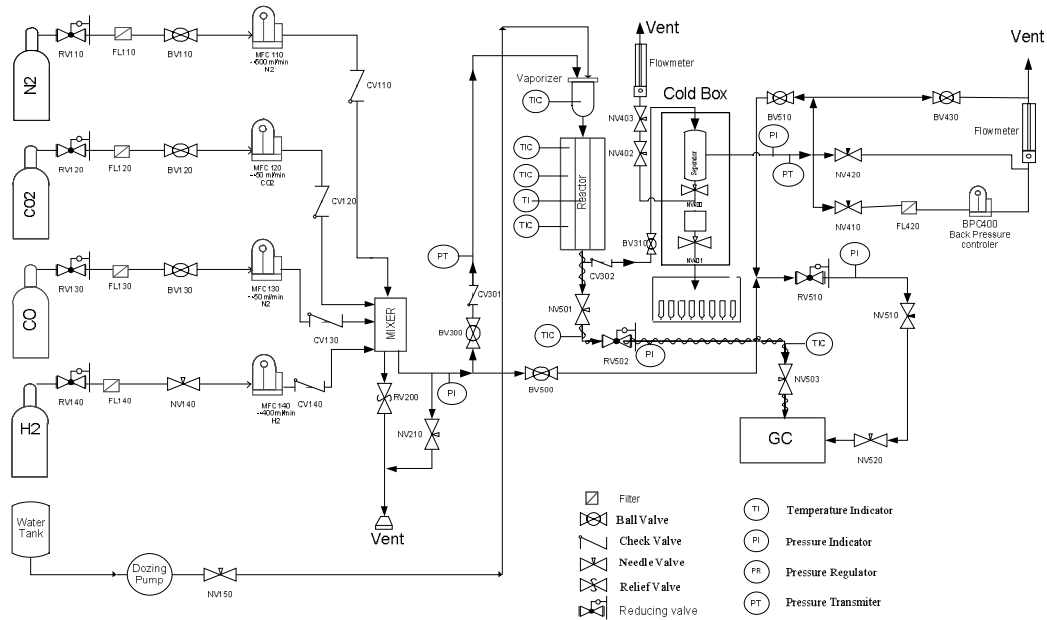 N2
RV110
FL110
BV110
MFC 110
~500 ml/min
N2
CV110
CO2
RV120
FL120
BV120
MFC 120
~50 ml/min
CO2
CV120
CO
RV130
FL130
BV130
MFC 130
~50 ml/min
N2
CV130
H2
RV140
FL140
NV140
MFC 140
~400 ml/min
H2
CV140
MIXER
RV200
NV210
Vent
PI
PT
CV301
BV300
BV500
Water
Tank
Dozing
Pump
NV150
Vaporizer
TIC
TIC
TIC
TI
TIC
Reactor
CV302
BV310
NV501
TIC
RV502
PI
Vent
Flowmeter
NV403
NV402
Cold Box
Separator
NV401
PI
PT
BV510
BV430
Vent
Flowmeter
NV420
NV410
FL420
BPC400
Back Pressure
controler
RV510
PI
NV510
TIC
NV503
GC
NV520
Filter
Ball Valve
Check Valve
Needle Valve
Relief Valve
Reducing valve
TI
Temperature Indicator
PI
Pressure Indicator
PR
Pressure Regulator
PT
Pressure Transmiter